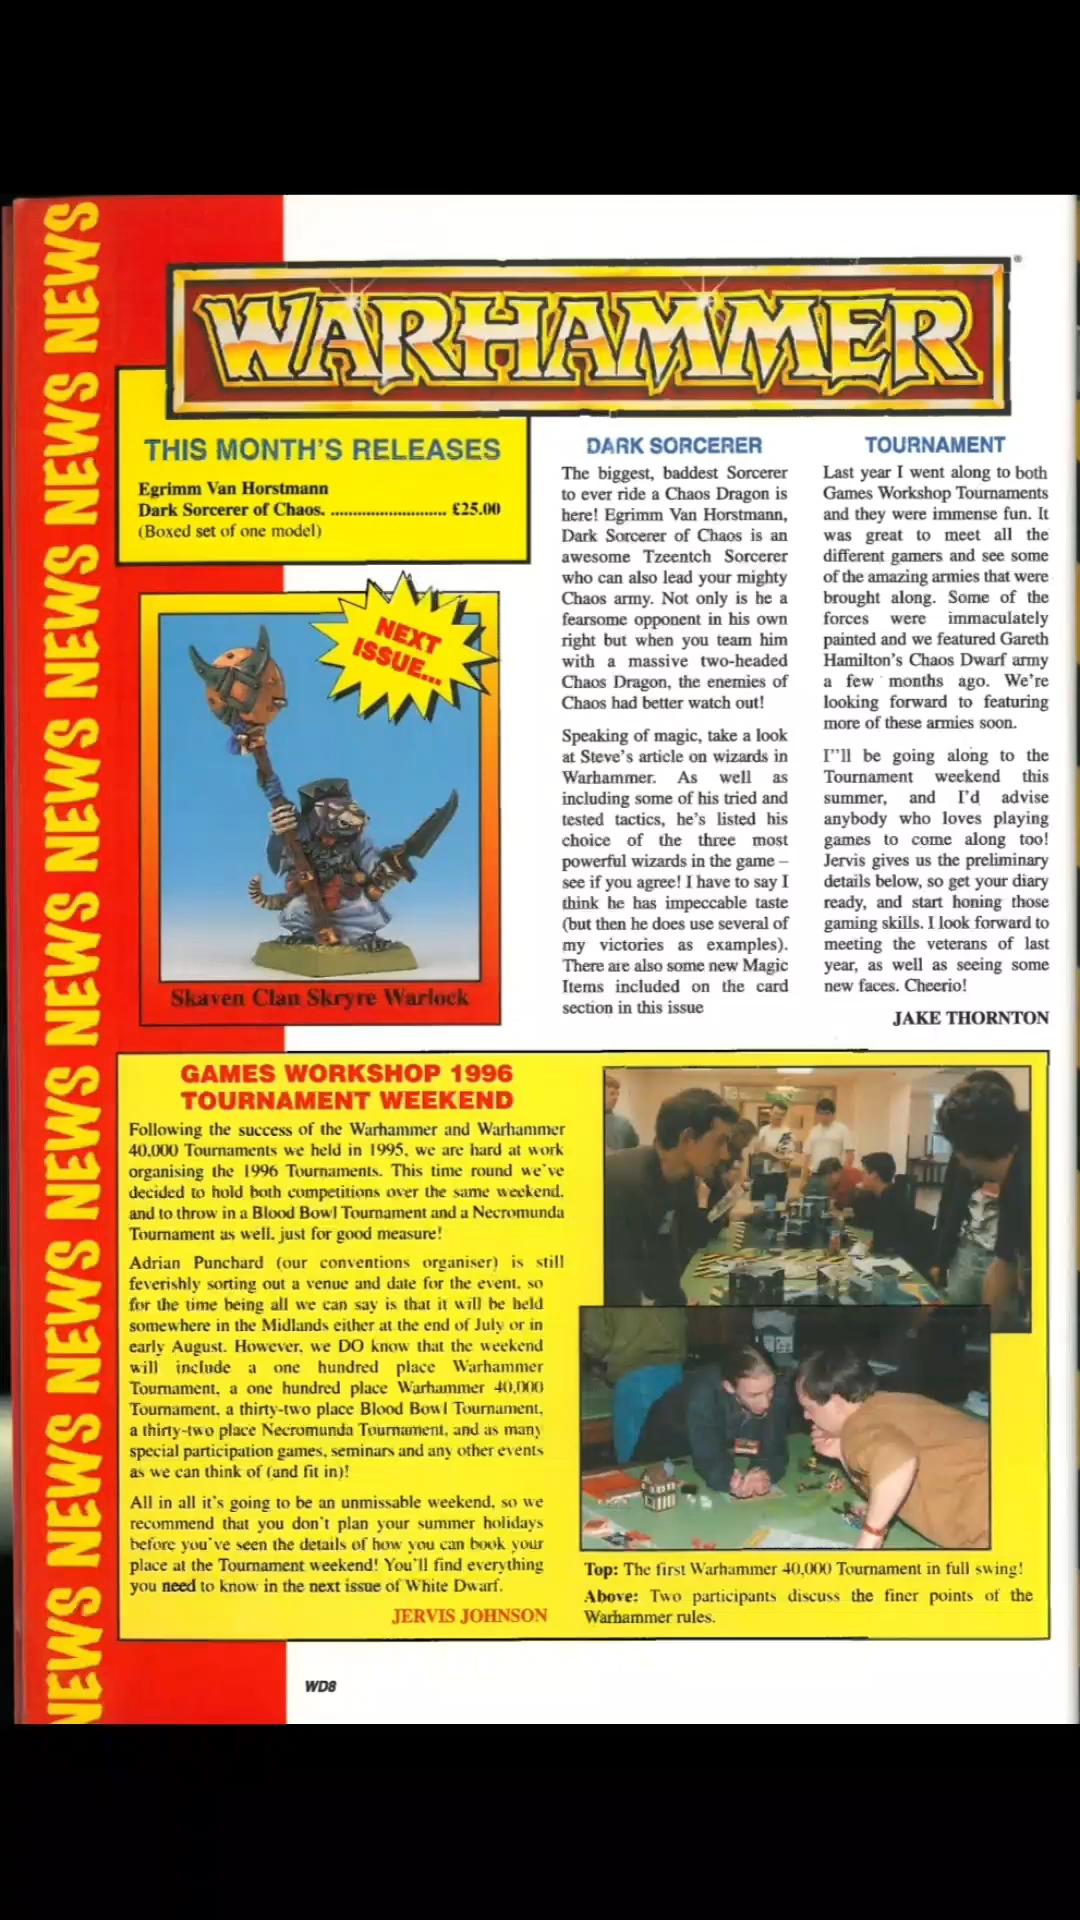 NEWS NEWS NEWS NEWS NEWS NEWS NEWS NEWS NEWS
WARHAMMER
®
THIS MONTH'S RELEASES
Egrimm Van Horstmann
Dark Sorcerer of Chaos. .......................... £25.00
(Boxed set of one model)
NEXT
ISSUE...
Skaven Clan Skryre Warlock
DARK SORCERER
The biggest, baddest Sorcerer
to ever ride a Chaos Dragon is
here! Egrimm Van Horstmann,
Dark Sorcerer of Chaos is an
awesome Tzeentch Sorcerer
who can also lead your mighty
Chaos army. Not only is he a
fearsome opponent in his own
right but when you team him
with a massive two-headed
Chaos Dragon, the enemies of
Chaos had better watch out!
Speaking of magic, take a look
at Steve's article on wizards in
Warhammer. As well as
including some of his tried and
tested tactics, he's listed his
choice of the three most
powerful wizards in the game –
see if you agree! I have to say I
think he has impeccable taste
(but then he does use several of
my victories as examples).
There are also some new Magic
Items included on the card
section in this issue
TOURNAMENT
Last year I went along to both
Games Workshop Tournaments
and they were immense fun. It
was great to meet all the
different gamers and see some
of the amazing armies that were
brought along. Some of the
forces were immaculately
painted and we featured Gareth
Hamilton's Chaos Dwarf army
a few months ago. We're
looking forward to featuring
more of these armies soon.
I''ll be going along to the
Tournament weekend this
summer, and I'd advise
anybody who loves playing
games to come along too!
Jervis gives us the preliminary
details below, so get your diary
ready, and start honing those
gaming skills. I look forward to
meeting the veterans of last
year, as well as seeing some
new faces. Cheerio!
JAKE THORNTON
GAMES WORKSHOP 1996
TOURNAMENT WEEKEND
Following the success of the Warhammer and Warhammer
40,000 Tournaments we held in 1995, we are hard at work
organising the 1996 Tournaments. This time round we've
decided to hold both competitions over the same weekend,
and to throw in a Blood Bowl Tournament and a Necromunda
Tournament as well, just for good measure!
Adrian Punchard (our conventions organiser) is still
feverishly sorting out a venue and date for the event, so
for the time being all we can say is that it will be held
somewhere in the Midlands either at the end of July or in
early August. However, we DO know that the weekend
will include a one hundred place Warhammer
Tournament, a one hundred place Warhammer 40,000
Tournament, a thirty-two place Blood Bowl Tournament,
a thirty-two place Necromunda Tournament, and as many
special participation games, seminars and any other events
as we can think of (and fit in)!
All in all it's going to be an unmissable weekend, so we
recommend that you don't plan your summer holidays
before you've seen the details of how you can book your
place at the Tournament weekend! You'll find everything
you need to know in the next issue of White Dwarf.
JERVIS JOHNSON
Top: The first Warhammer 40,000 Tournament in full swing!
Above: Two participants discuss the finer points of the
Warhammer rules.
WD8